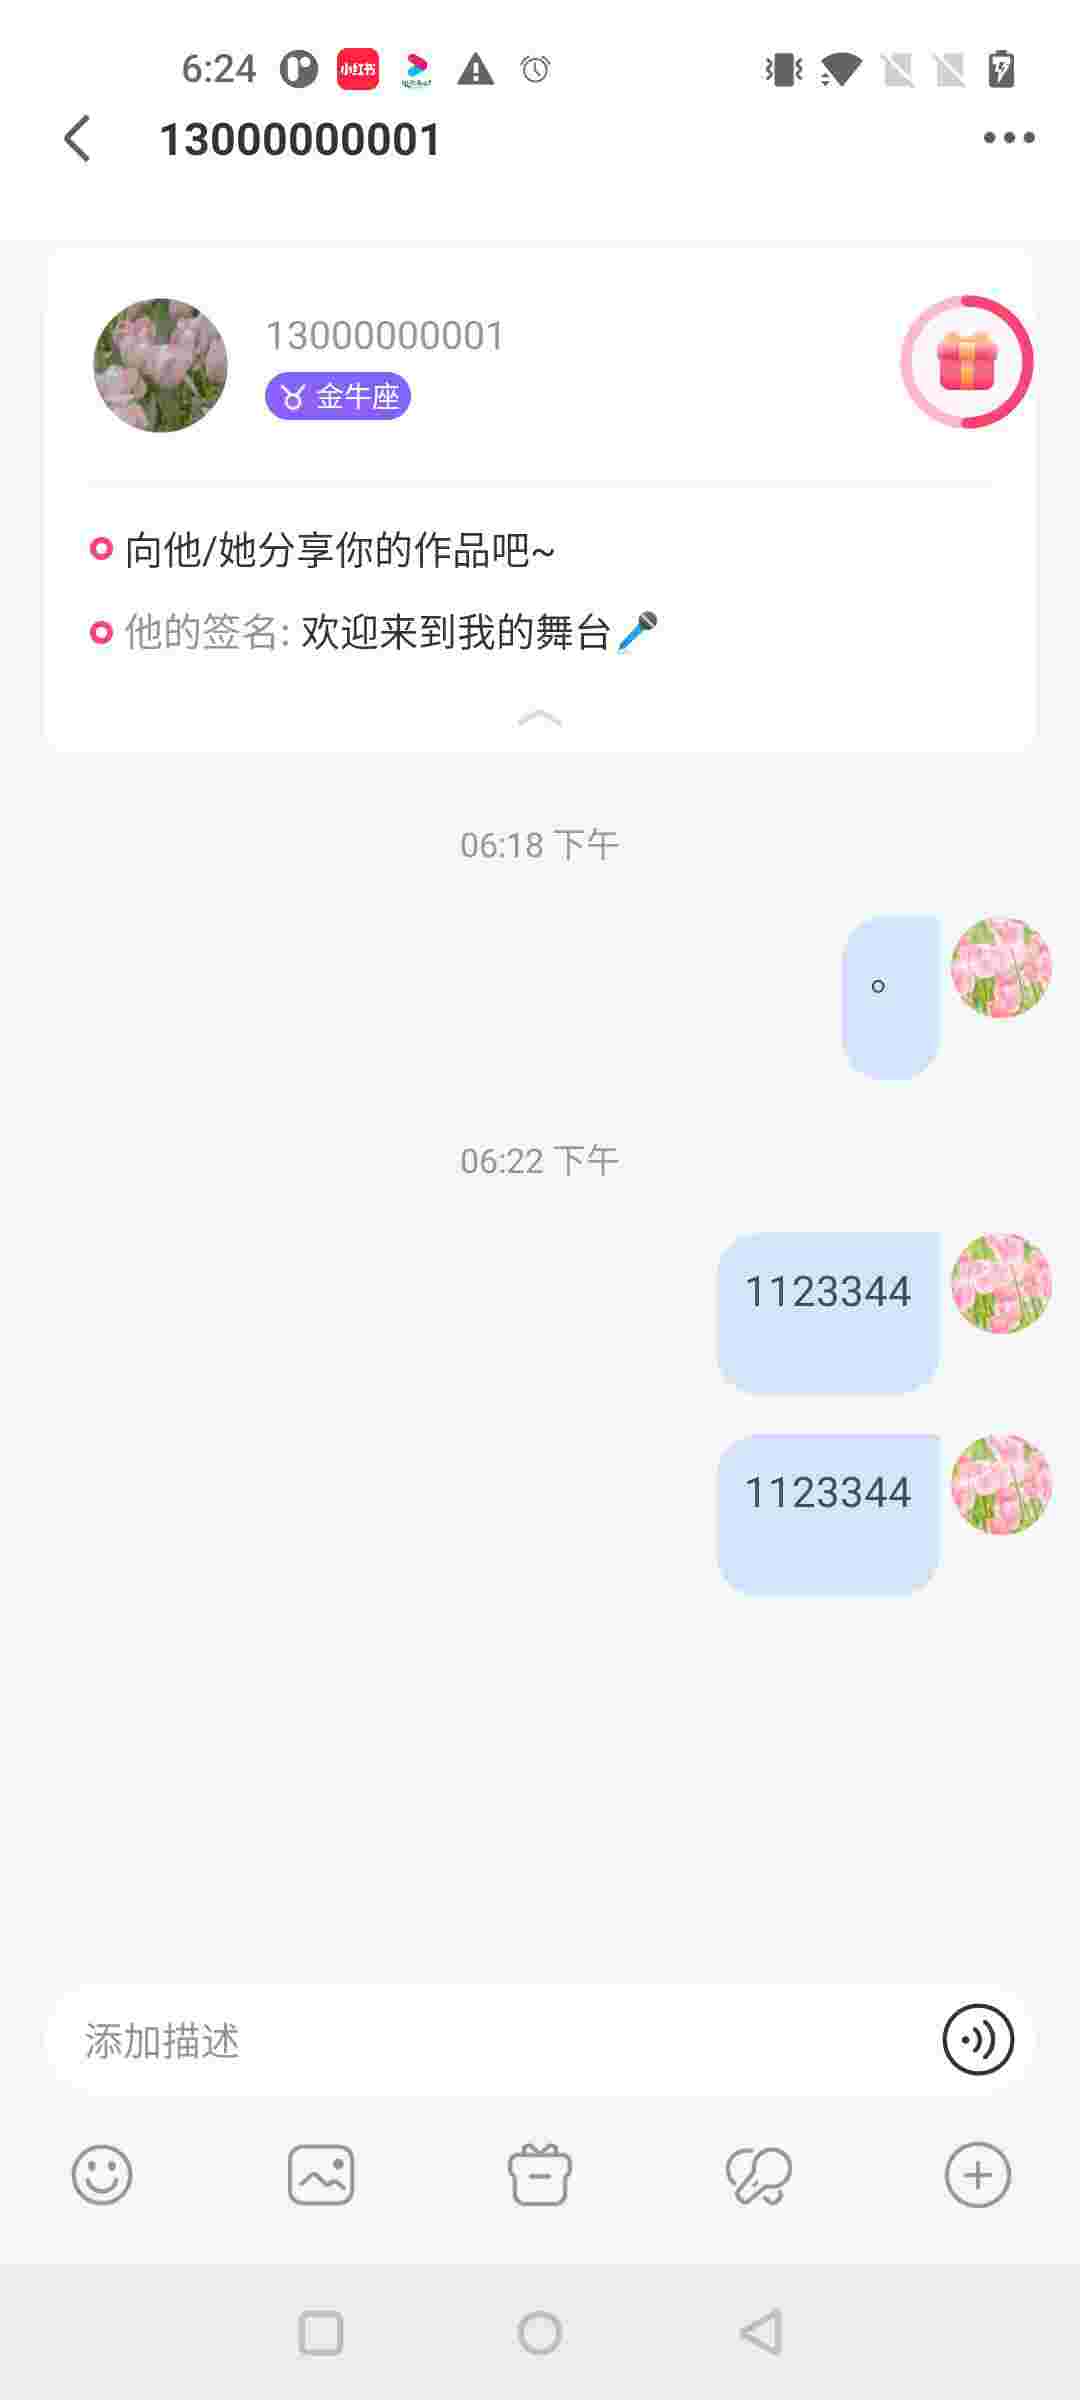 6:24
小红书
13000000001
13000000001
金牛座
向他/她分享你的作品吧~
他的签名: 欢迎来到我的舞台🎤
06:18 下午
。
06:22 下午
1123344
1123344
添加描述